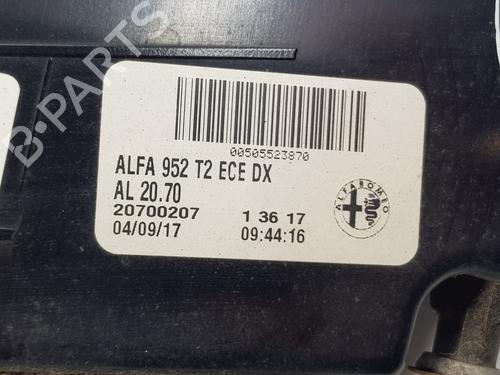 B-PARTS
00505523870
ALFA 952 T2 ECE DX
AL 20.70
20700207 1 36 17
04/09/17 09:44:16
ALFA ROMEO